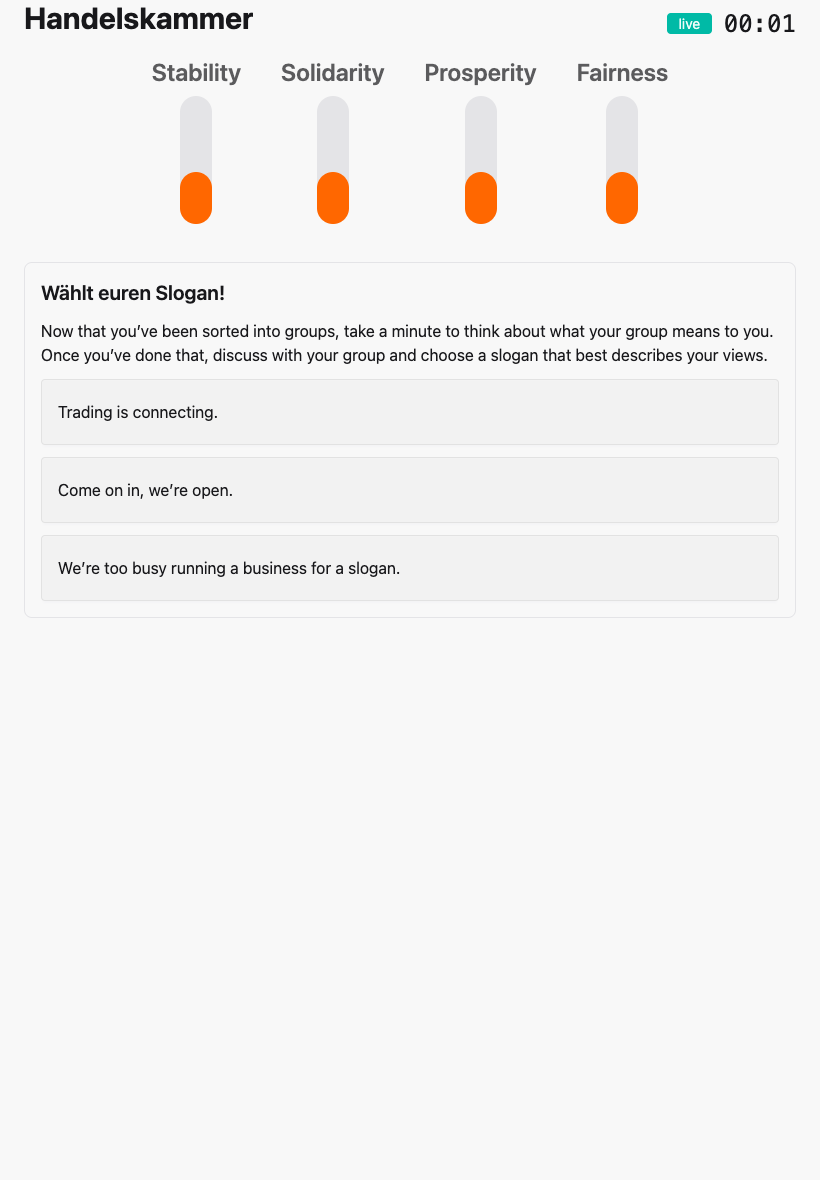 Handelskammer
live 00:01
Stability Solidarity Prosperity Fairness
Wählt euren Slogan!
Now that you’ve been sorted into groups, take a minute to think about what your group means to you.
Once you’ve done that, discuss with your group and choose a slogan that best describes your views.
Trading is connecting.
Come on in, we’re open.
We’re too busy running a business for a slogan.